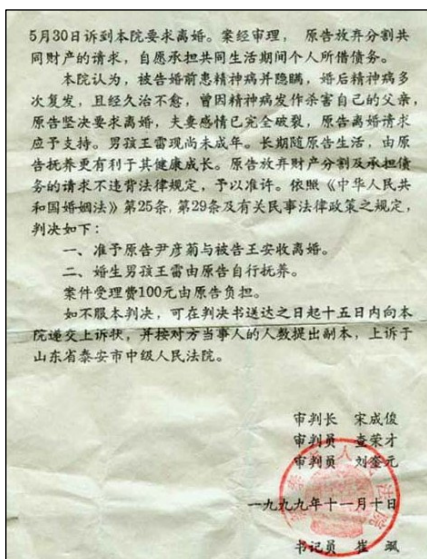 5月30日诉到本院要求离婚。案经审理，原告放弃分割共
同财产的请求，自愿承担共同生活期间个人所借债务。
本院认为，被告婚前患精神病并隐瞒，婚后精神病多
次复发，且经久治不愈，曾因精神病发作杀害自己的父亲，
原告坚决要求离婚，夫妻感情已完全破裂，原告离婚请求
应予支持。男孩王雷现尚未成年。长期随原告生活，由原
告抚养更有利于其健康成长。原告放弃财产分割及承担债
务的请求不违背法律规定，予以准许。依照《中华人民共
和国婚姻法》第25条，第29条及有关民事法律政策之规定，
判决如下：
一、准予原告尹彦菊与被告王安收离婚。
二、婚生男孩王雷由原告自行抚养。
案件受理费100元由原告负担。
如不服本判决，可在判决书送达之日起十五日内向本
院递交上诉状，并按对方当事人的人数提出副本，上诉于
山东省泰安市中级人民法院。
审判长 宋成俊
审判员 查荣才
审判员 刘奎元
一九九九年十一月十日
书记员 崔飒